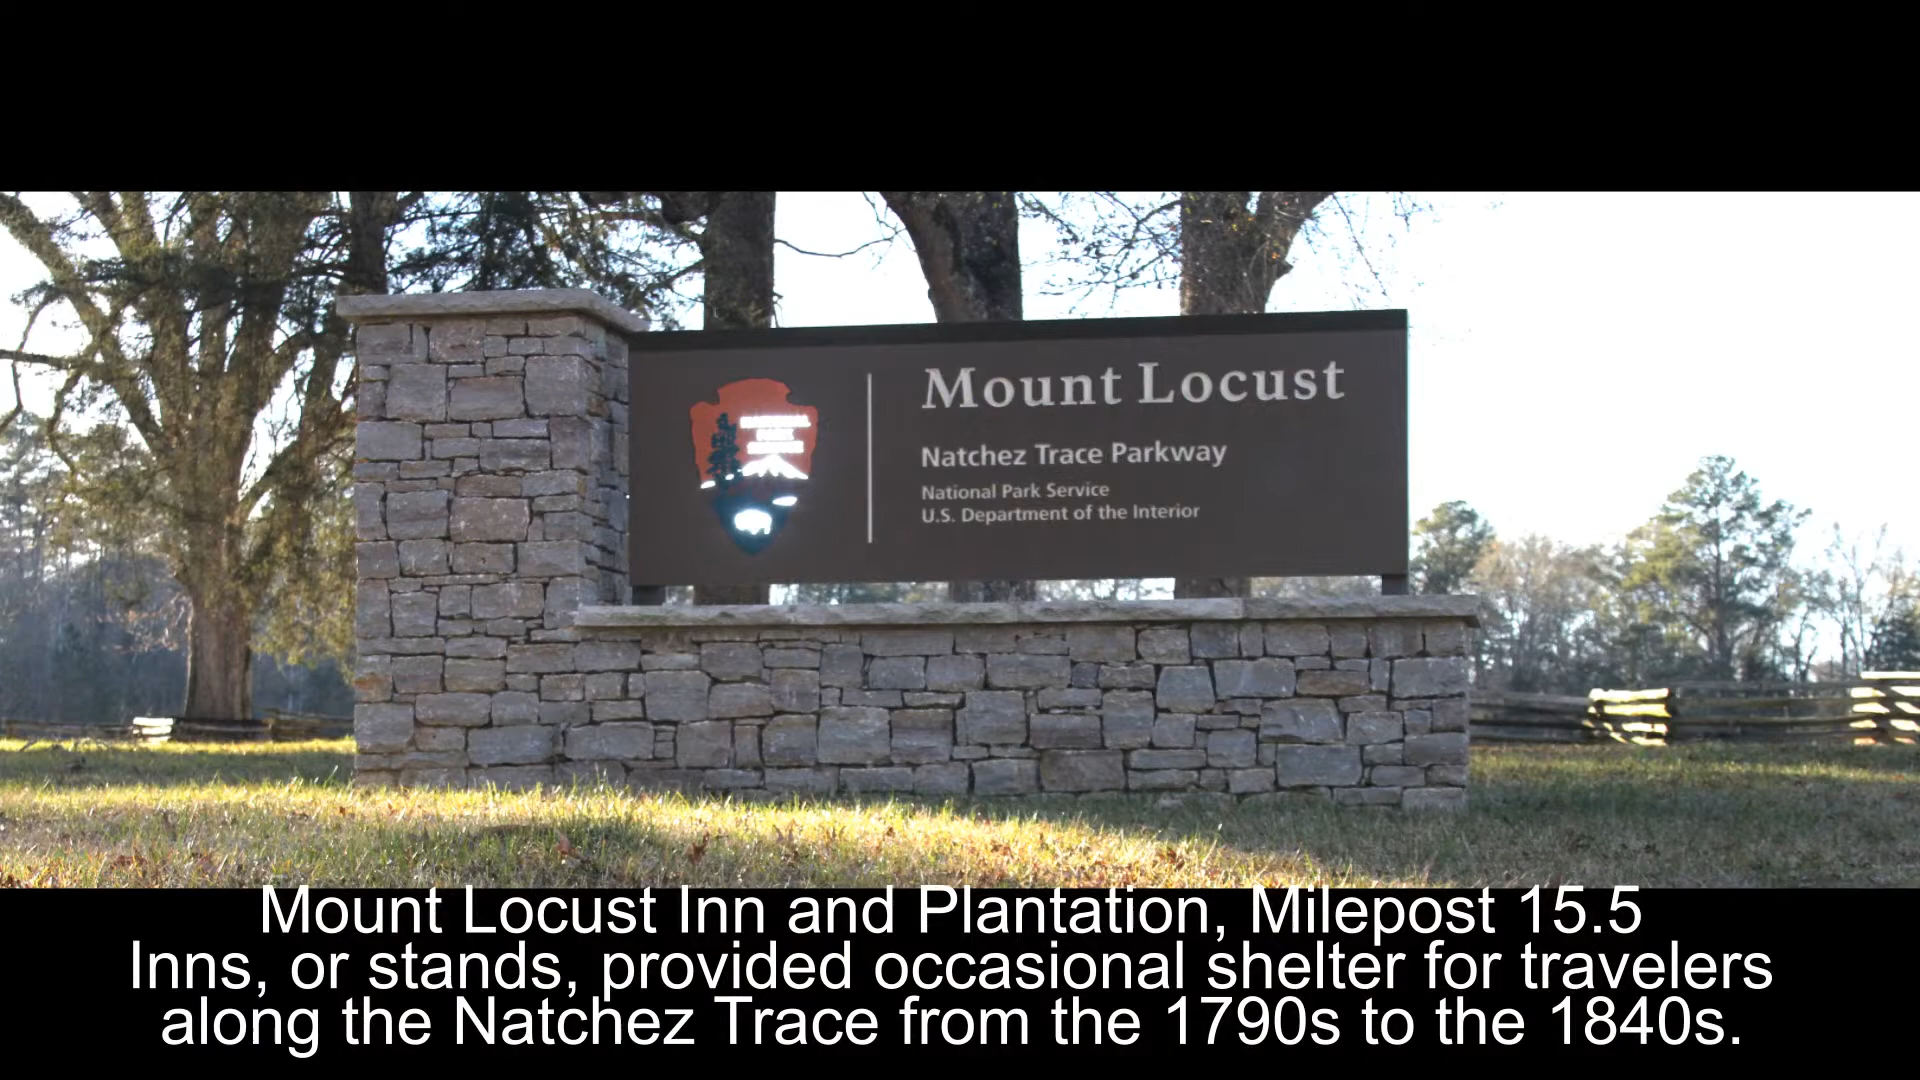 Mount Locust
Natchez Trace Parkway
National Park Service
U.S. Department of the Interior
Mount Locust Inn and Plantation, Milepost 15.5
Inns, or stands, provided occasional shelter for travelers
along the Natchez Trace from the 1790s to the 1840s.